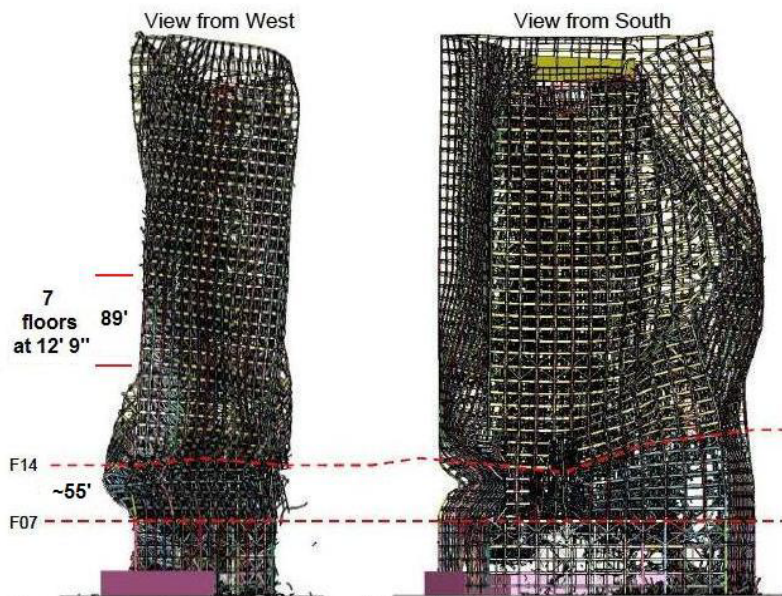 View from West
View from South
7
floors
at 12' 9"
89'
F14
~55'
F07